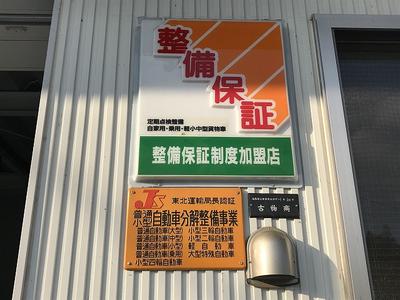 整備保証
定期点検整備
自家用・乗用・軽小中型貨物車
整備保証制度加盟店
東北運輸局長認証
普通
小型
自動車分解整備事業
普通自動車(大型) 小型三輪自動車
普通自動車(中型) 小型二輪自動車
普通自動車(小型) 軽自動車
普通自動車(乗用) 大型特殊自動車
小型四輪自動車